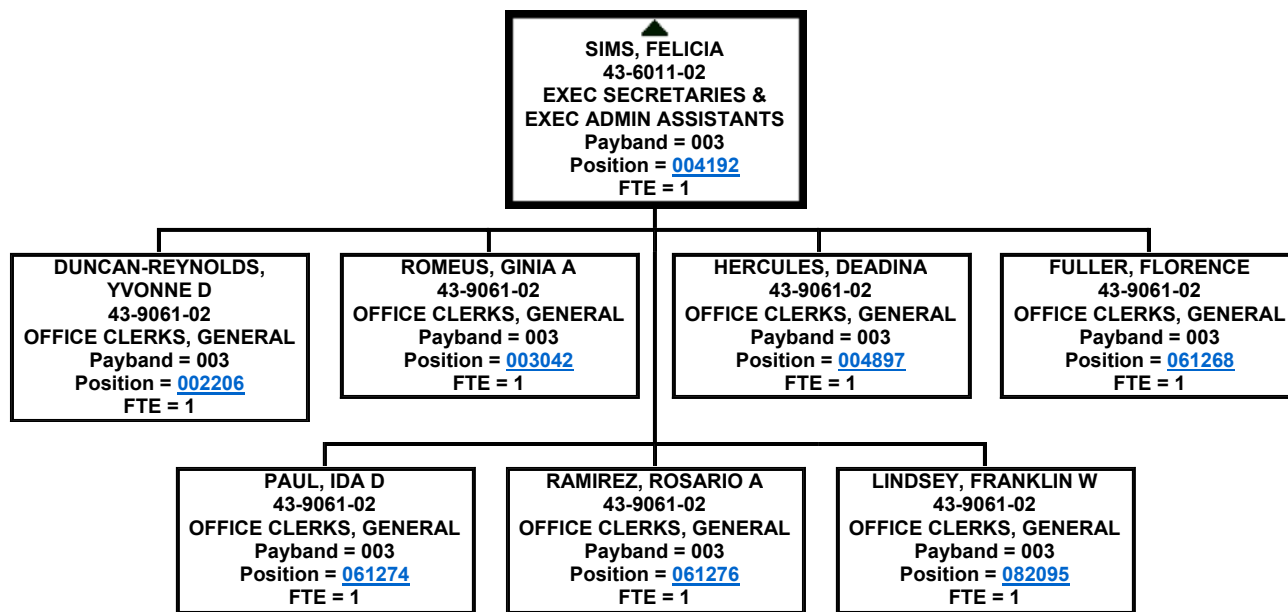 SIMS, FELICIA
43-6011-02
EXEC SECRETARIES &
EXEC ADMIN ASSISTANTS
Payband = 003
Position = 004192
FTE = 1
DUNCAN-REYNOLDS,
YVONNE D
43-9061-02
OFFICE CLERKS, GENERAL
Payband = 003
Position = 002206
FTE = 1
ROMEUS, GINIA A
43-9061-02
OFFICE CLERKS, GENERAL
Payband = 003
Position = 003042
FTE = 1
HERCULES, DEADINA
43-9061-02
OFFICE CLERKS, GENERAL
Payband = 003
Position = 004897
FTE = 1
FULLER, FLORENCE
43-9061-02
OFFICE CLERKS, GENERAL
Payband = 003
Position = 061268
FTE = 1
PAUL, IDA D
43-9061-02
OFFICE CLERKS, GENERAL
Payband = 003
Position = 061274
FTE = 1
RAMIREZ, ROSARIO A
43-9061-02
OFFICE CLERKS, GENERAL
Payband = 003
Position = 061276
FTE = 1
LINDSEY, FRANKLIN W
43-9061-02
OFFICE CLERKS, GENERAL
Payband = 003
Position = 082095
FTE = 1